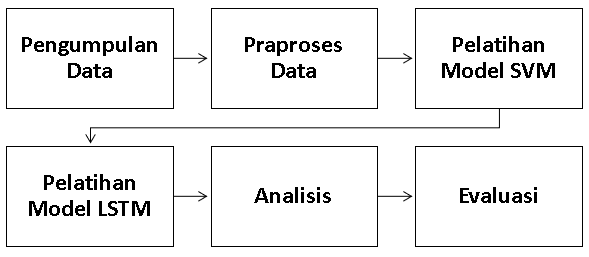 Pengumpulan
Data
Praproses
Data
Pelatihan
Model SVM
Pelatihan
Model LSTM
Analisis
Evaluasi